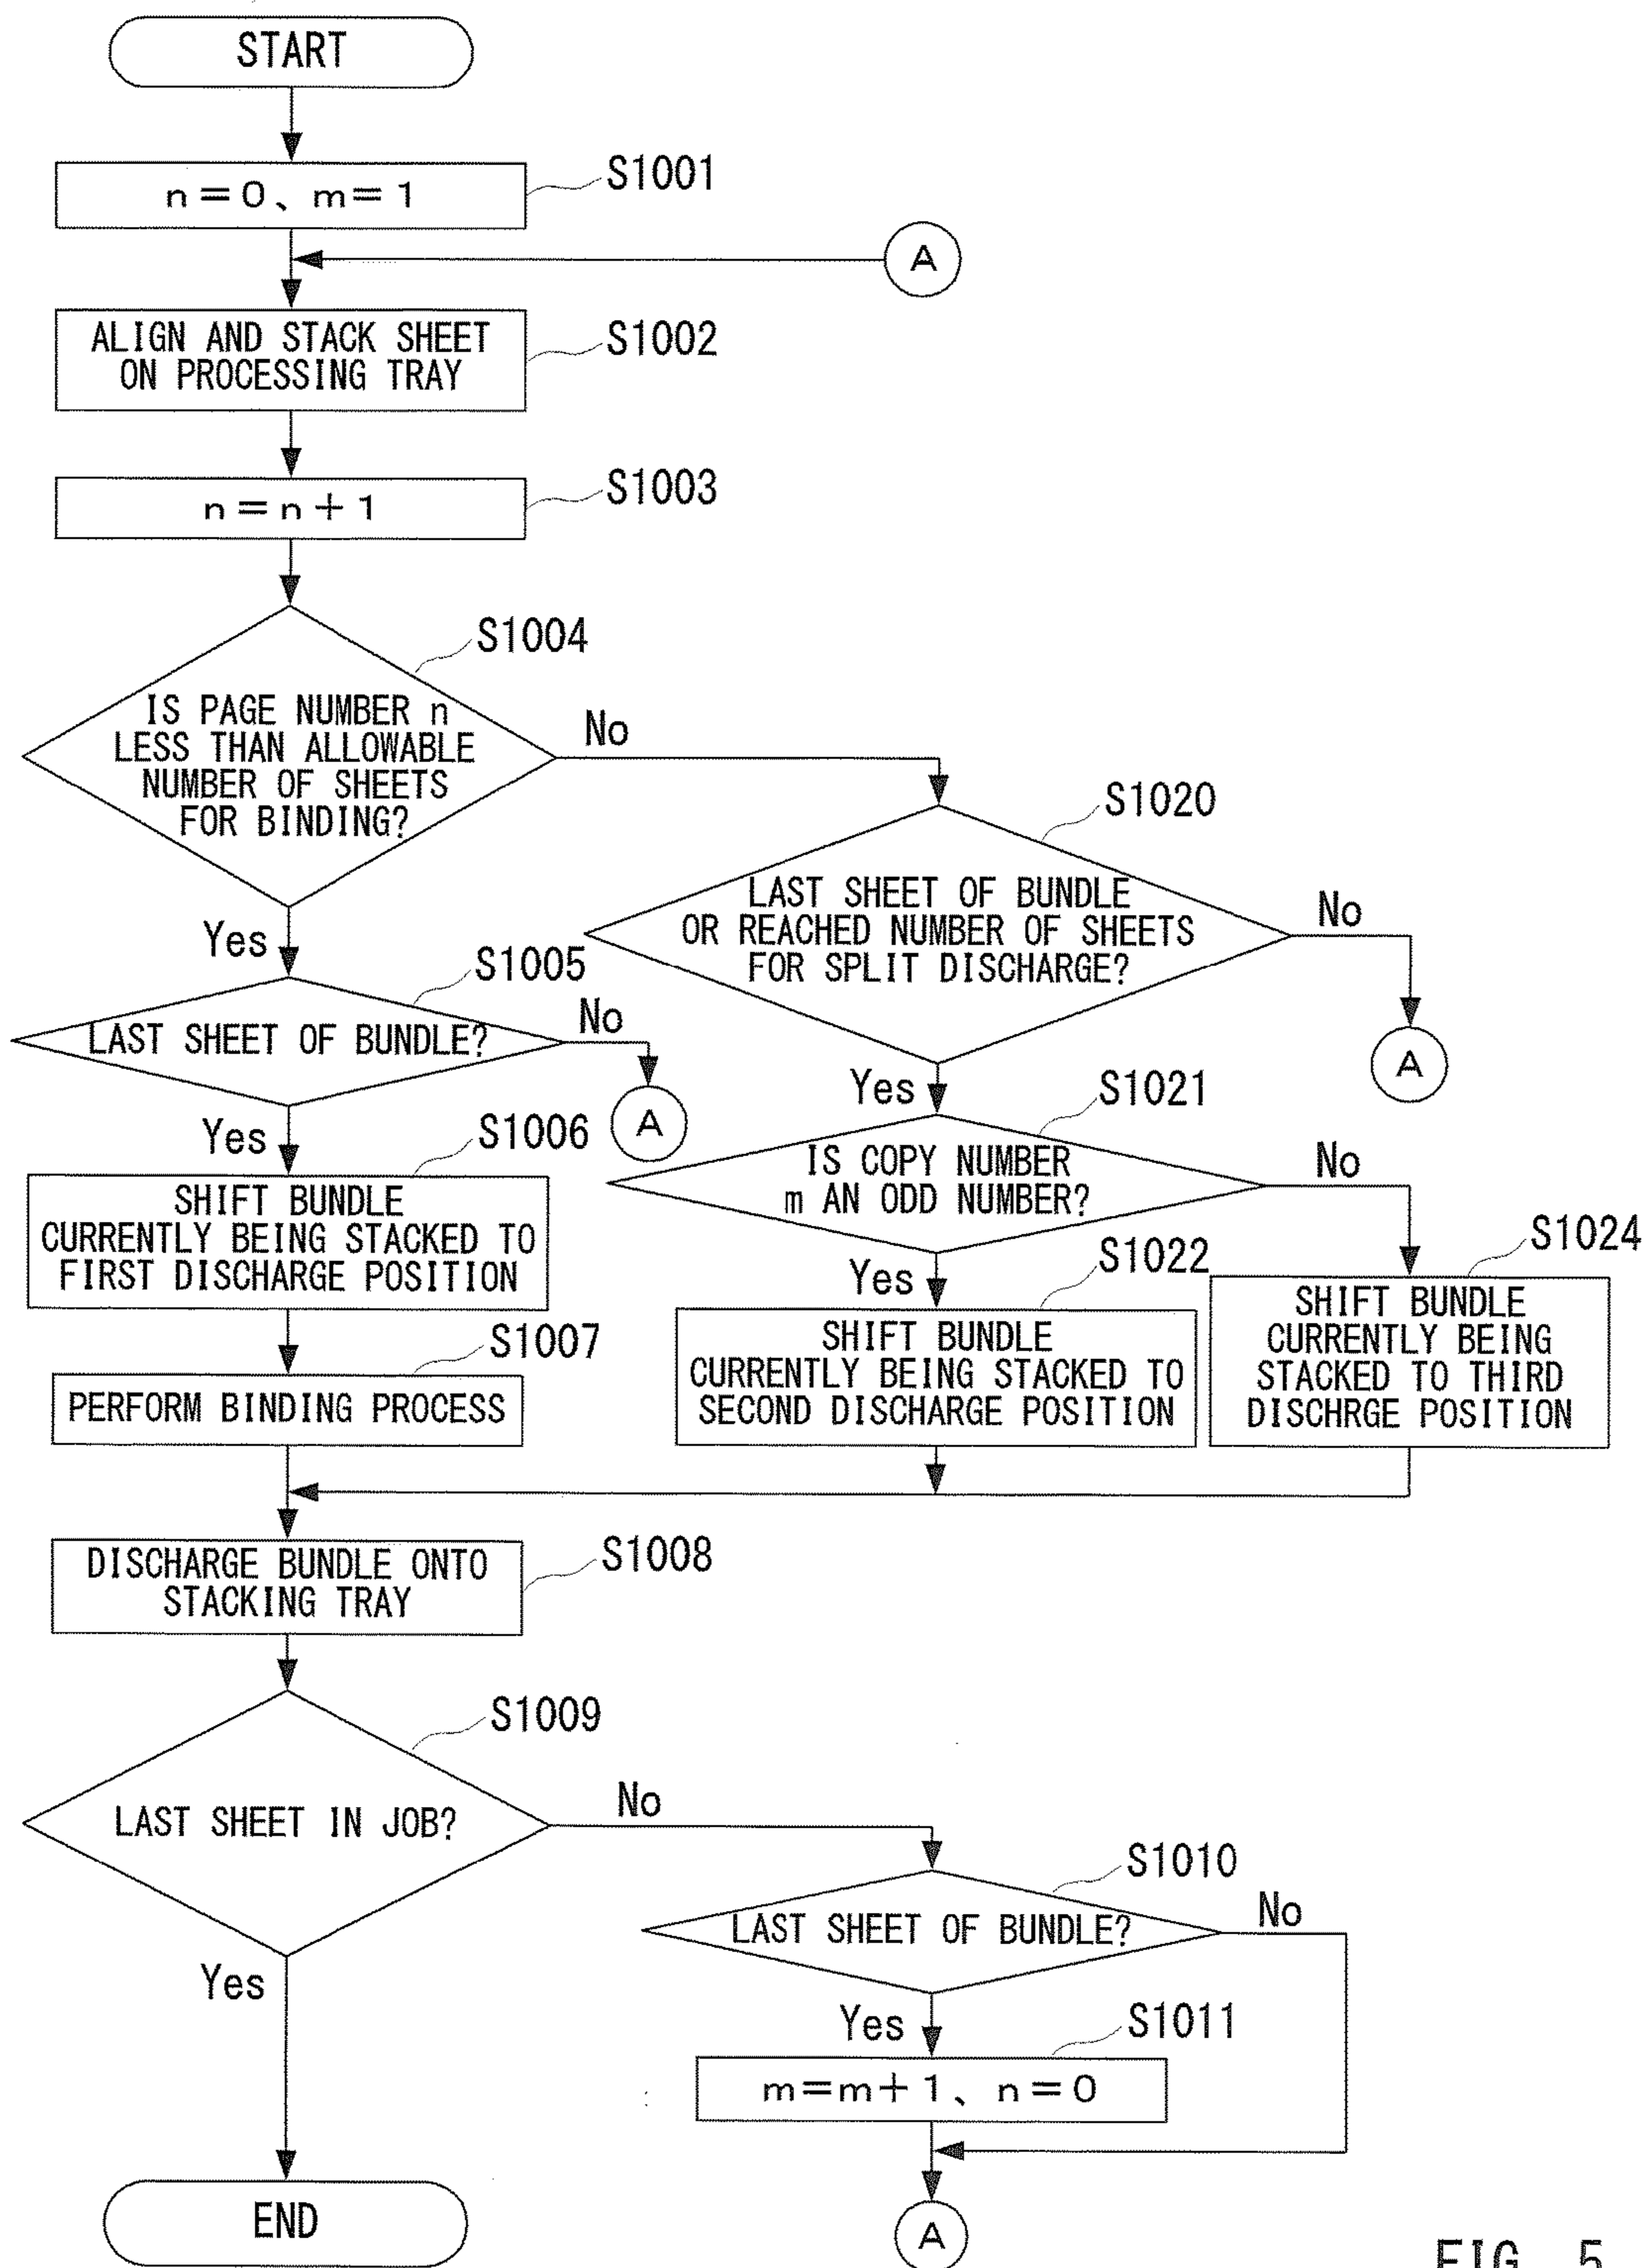 START
n=0、m=1
S1001
A
ALIGN AND STACK SHEET
ON PROCESSING TRAY
S1002
n=n+1
S1003
S1004
IS PAGE NUMBER n
LESS THAN ALLOWABLE
NUMBER OF SHEETS
FOR BINDING?
No
Yes
S1020
LAST SHEET OF BUNDLE
OR REACHED NUMBER OF SHEETS
FOR SPLIT DISCHARGE?
No
A
Yes
S1005
LAST SHEET OF BUNDLE?
No
A
Yes
S1021
IS COPY NUMBER
m AN ODD NUMBER?
No
Yes
S1006
SHIFT BUNDLE
CURRENTLY BEING STACKED TO
FIRST DISCHARGE POSITION
S1022
SHIFT BUNDLE
CURRENTLY BEING STACKED TO
SECOND DISCHARGE POSITION
S1024
SHIFT BUNDLE
CURRENTLY BEING
STACKED TO THIRD
DISCHRGE POSITION
S1007
PERFORM BINDING PROCESS
DISCHARGE BUNDLE ONTO
STACKING TRAY
S1008
S1009
LAST SHEET IN JOB?
No
Yes
S1010
LAST SHEET OF BUNDLE?
No
Yes
S1011
m=m+1、n=0
A
END
FIG. 5